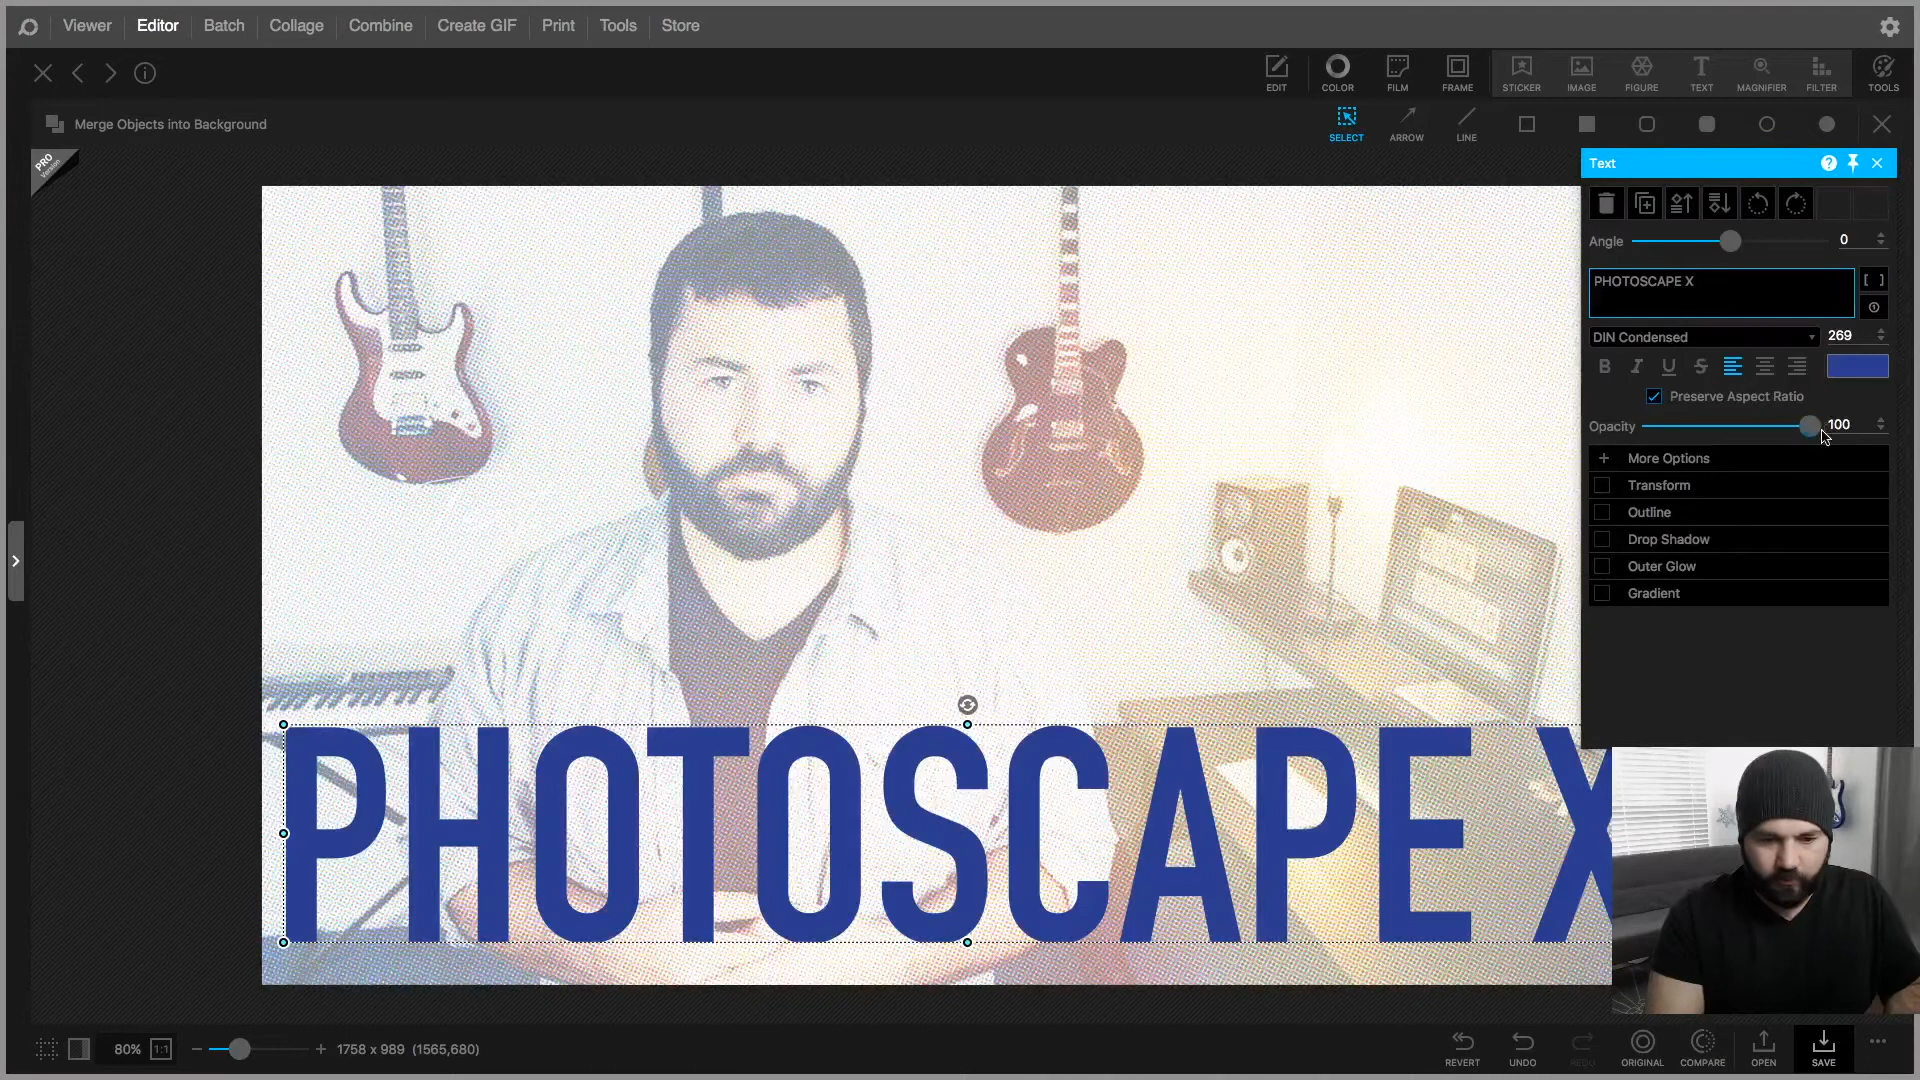 Viewer Editor Batch Collage Combine Create GIF Print Tools Store
EDIT COLOR FILM FRAME STICKER IMAGE FIGURE TEXT MAGNIFIER FILTER TOOLS
Merge Objects into Background
SELECT ARROW LINE
PRO
Version
Text
Angle 0
PHOTOSCAPE X
DIN Condensed 269
B I U S
Preserve Aspect Ratio
Opacity 100
+ More Options
Transform
Outline
Drop Shadow
Outer Glow
Gradient
PHOTOSCAPE X
80% 1:1 1758 x 989 (1565,680)
REVERT UNDO REDO ORIGINAL COMPARE OPEN SAVE